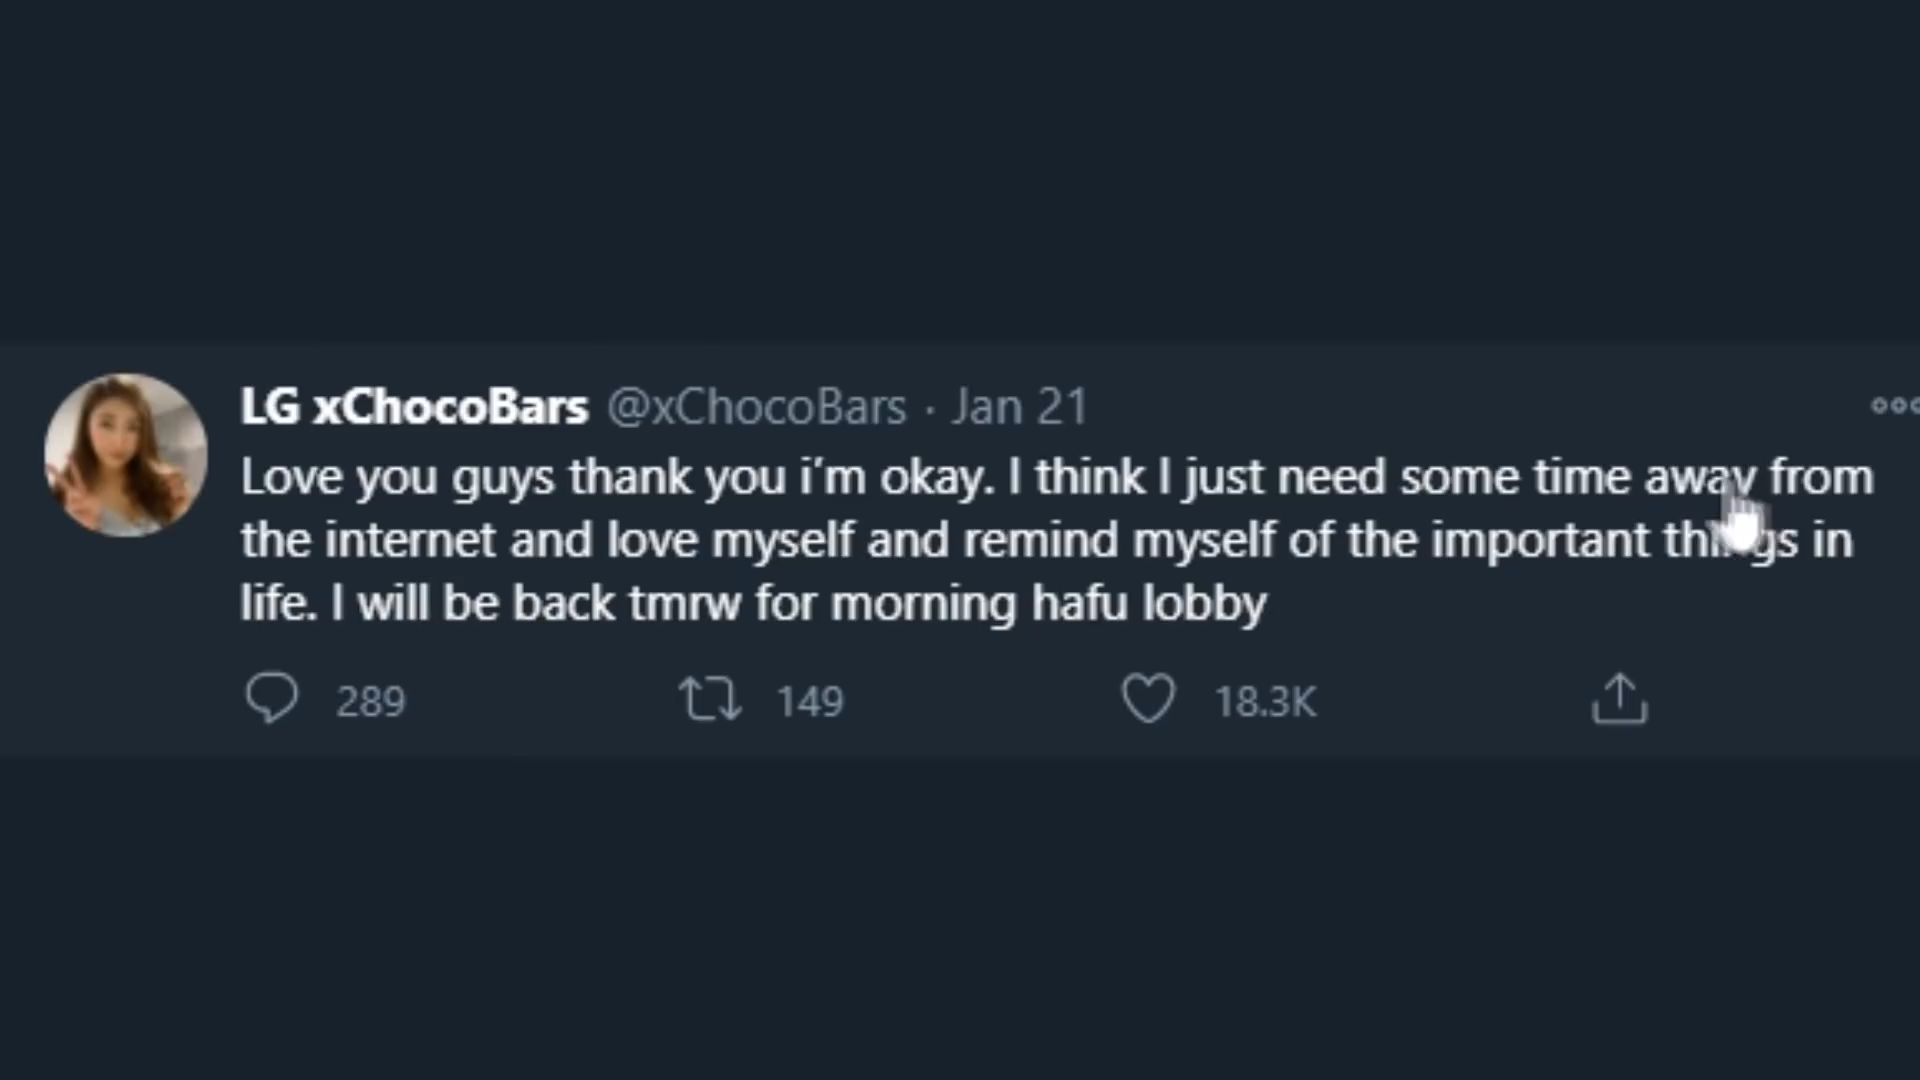 LG xChocoBars @xChocoBars · Jan 21
Love you guys thank you i'm okay. I think I just need some time away from
the internet and love myself and remind myself of the important things in
life. I will be back tmrw for morning hafu lobby
289 149 18.3K